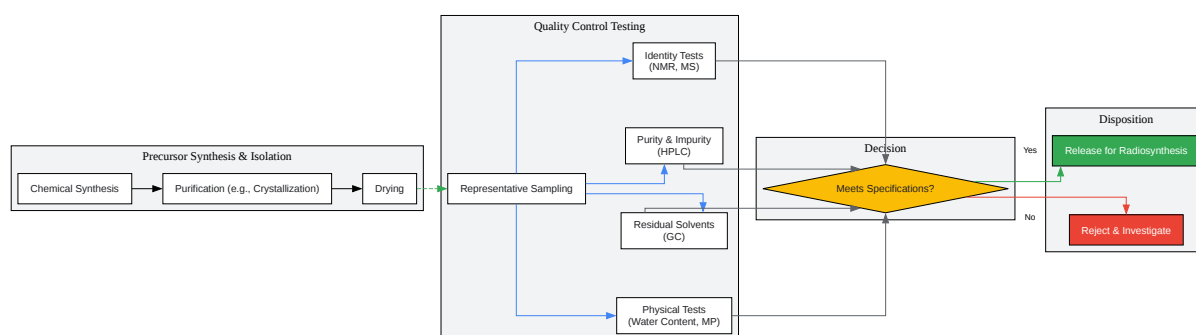 Quality Control Testing
Identity Tests
(NMR, MS)
Purity & Impurity
(HPLC)
Representative Sampling
Residual Solvents
(GC)
Physical Tests
(Water Content, MP)
Precursor Synthesis & Isolation
Chemical Synthesis
Purification (e.g., Crystallization)
Drying
Decision
Meets Specifications?
Yes
No
Disposition
Release for Radiosynthesis
Reject & Investigate